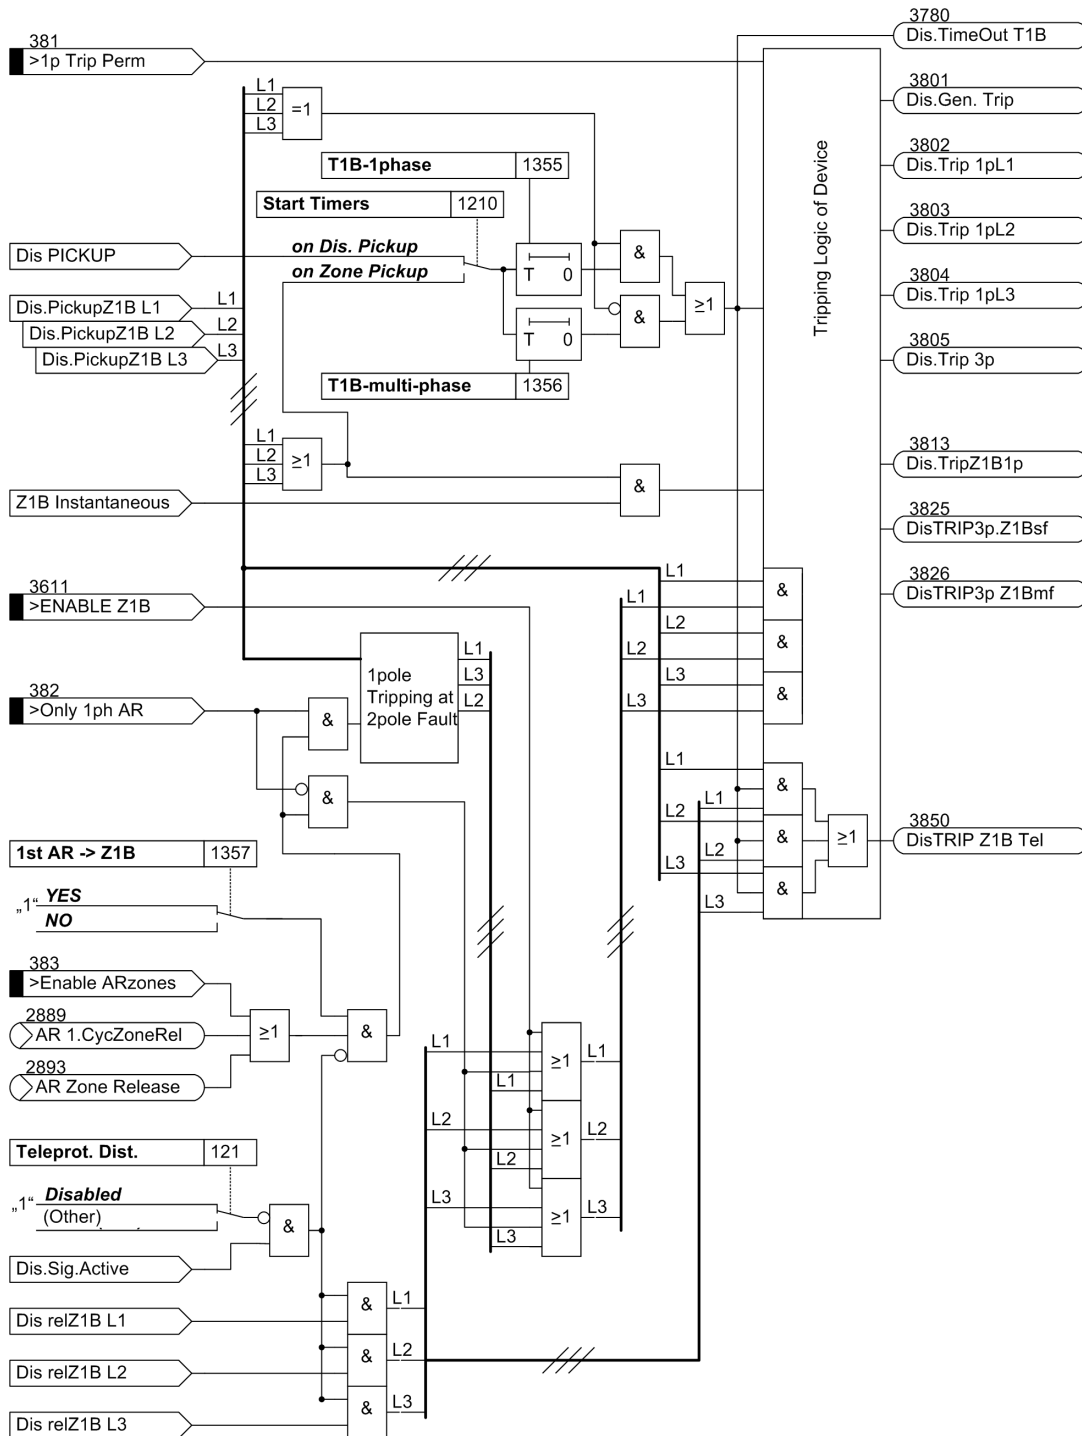 381
>1p Trip Perm
3780
Dis.TimeOut T1B
3801
Dis.Gen. Trip
3802
Dis.Trip 1pL1
3803
Dis.Trip 1pL2
3804
Dis.Trip 1pL3
3805
Dis.Trip 3p
3813
Dis.TripZ1B1p
3825
DisTRIP3p.Z1Bsf
3826
DisTRIP3p Z1Bmf
3850
DisTRIP Z1B Tel
Tripping Logic of Device
L1
L2
L3
=1
T1B-1phase 1355
Start Timers 1210
Dis PICKUP
on Dis. Pickup
on Zone Pickup
T 0
&
Dis.PickupZ1B L1
L1
Dis.PickupZ1B L2
L2
Dis.PickupZ1B L3
L3
T 0
&
≥1
T1B-multi-phase 1356
L1
L2
L3
≥1
Z1B Instantaneous
&
3611
>ENABLE Z1B
L1
L1
&
L2
L2
&
L3
L3
&
1pole
Tripping at
2pole Fault
L1
L3
L2
382
>Only 1ph AR
&
&
L1
L1
&
L2
L2
&
L3
L3
&
≥1
1st AR -> Z1B 1357
„1“
YES
NO
383
>Enable ARzones
2889
AR 1.CycZoneRel
2893
AR Zone Release
≥1
&
L1
L1
≥1
L1
L2
L2
≥1
L2
L3
L3
≥1
L3
Teleprot. Dist. 121
„1“
Disabled
(Other)
&
Dis.Sig.Active
Dis relZ1B L1
&
L1
Dis relZ1B L2
&
L2
Dis relZ1B L3
&
L3